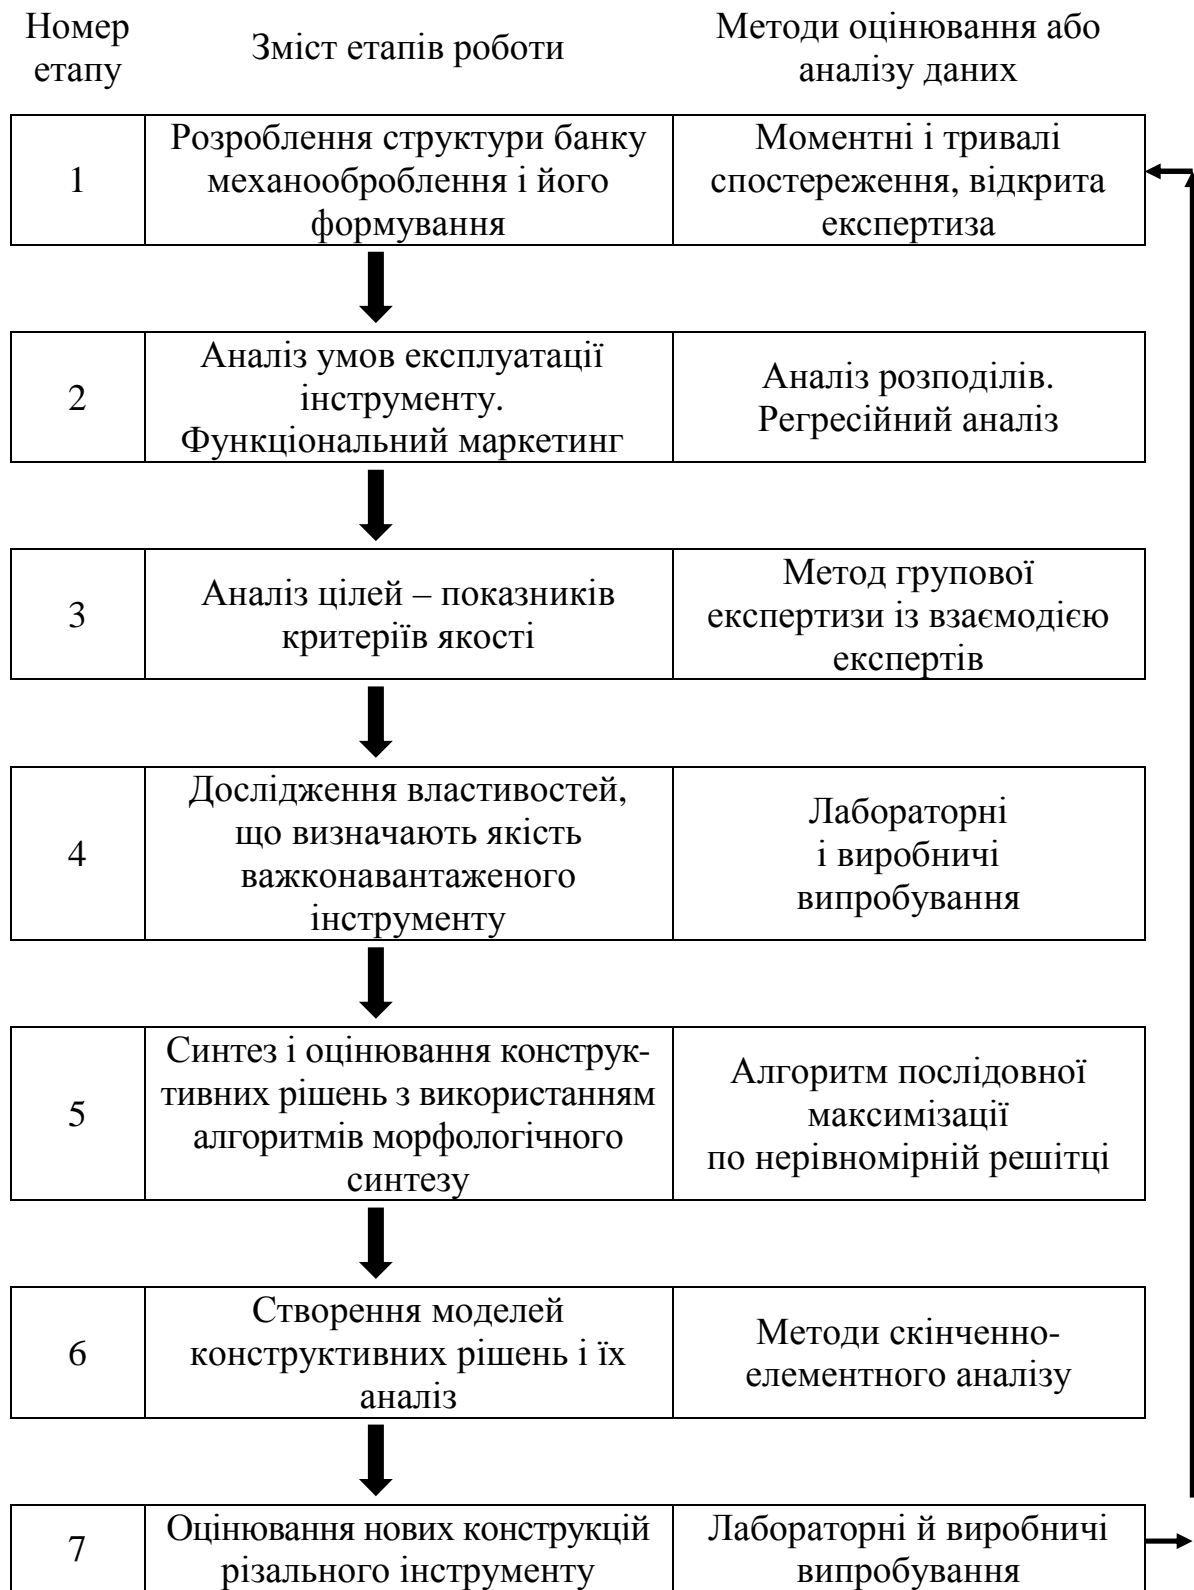 Номер
етапу
Зміст етапів роботи
Методи оцінювання або
аналізу даних
1
Розроблення структури банку
механооброблення і його
формування
Моментні і тривалі
спостереження, відкрита
експертиза
2
Аналіз умов експлуатації
інструменту.
Функціональний маркетинг
Аналіз розподілів.
Регресійний аналіз
3
Аналіз цілей – показників
критеріїв якості
Метод групової
експертизи із взаємодією
експертів
4
Дослідження властивостей,
що визначають якість
важконавантаженого
інструменту
Лабораторні
і виробничі
випробування
5
Синтез і оцінювання конструк-
тивних рішень з використанням
алгоритмів морфологічного
синтезу
Алгоритм послідовної
максимізації
по нерівномірній решітці
6
Створення моделей
конструктивних рішень і їх
аналіз
Методи скінченно-
елементного аналізу
7
Оцінювання нових конструкцій
різального інструменту
Лабораторні й виробничі
випробування